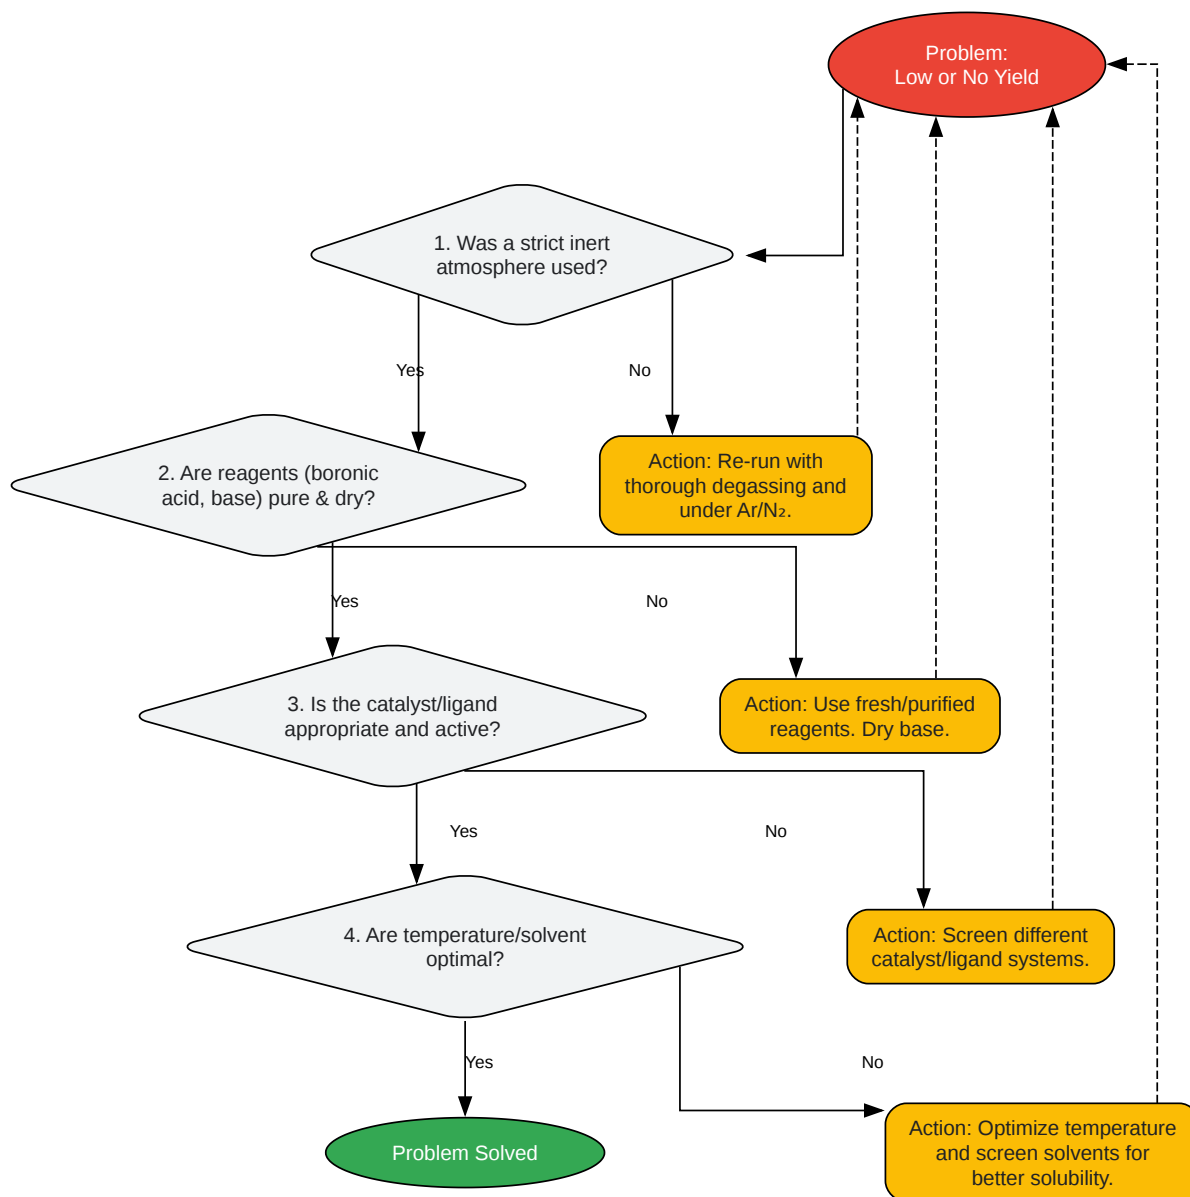 Problem:
Low or No Yield
1. Was a strict inert
atmosphere used?
Yes
No
2. Are reagents (boronic
acid, base) pure & dry?
Action: Re-run with
thorough degassing and
under Ar/N₂.
Yes
No
3. Is the catalyst/ligand
appropriate and active?
Action: Use fresh/purified
reagents. Dry base.
Yes
No
4. Are temperature/solvent
optimal?
Action: Screen different
catalyst/ligand systems.
Yes
No
Problem Solved
Action: Optimize temperature
and screen solvents for
better solubility.